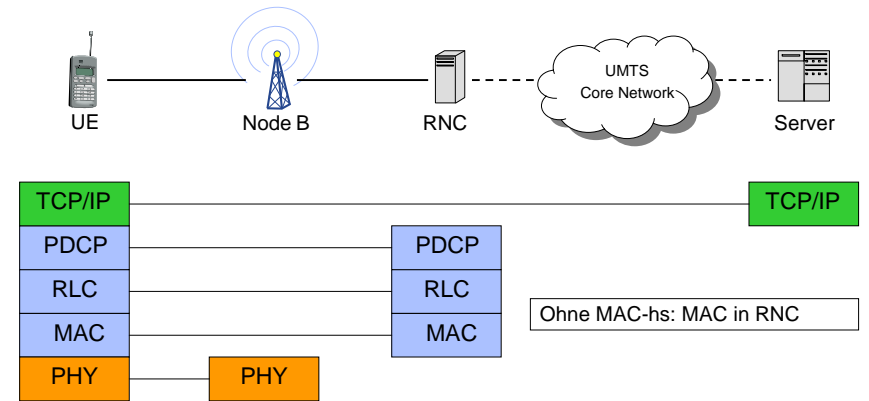 UMTS
Core Network
UE
Node B
RNC
Server
TCP/IP
TCP/IP
PDCP
PDCP
RLC
RLC
Ohne MAC-hs: MAC in RNC
MAC
MAC
PHY
PHY